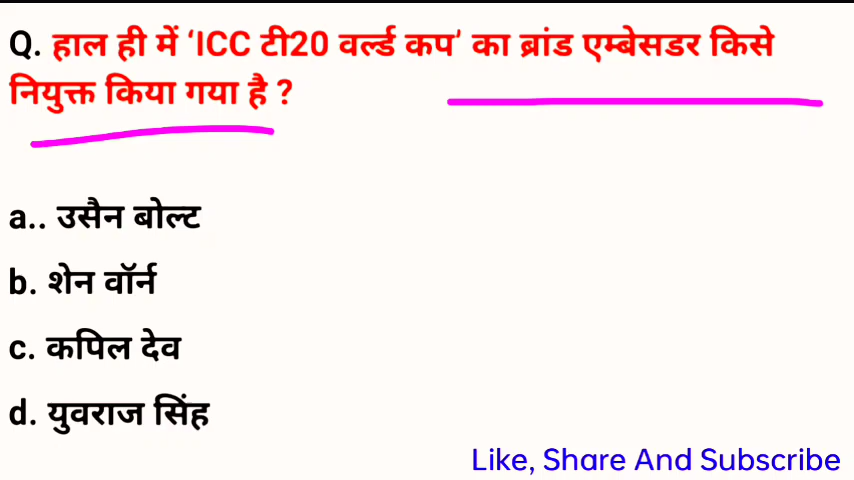 Q. हाल ही में ‘ICC टी20 वर्ल्ड कप’ का ब्रांड एम्बेसडर किसे
नियुक्त किया गया है ?
a.. उसैन बोल्ट
b. शेन वॉर्न
c. कपिल देव
d. युवराज सिंह
Like, Share And Subscribe